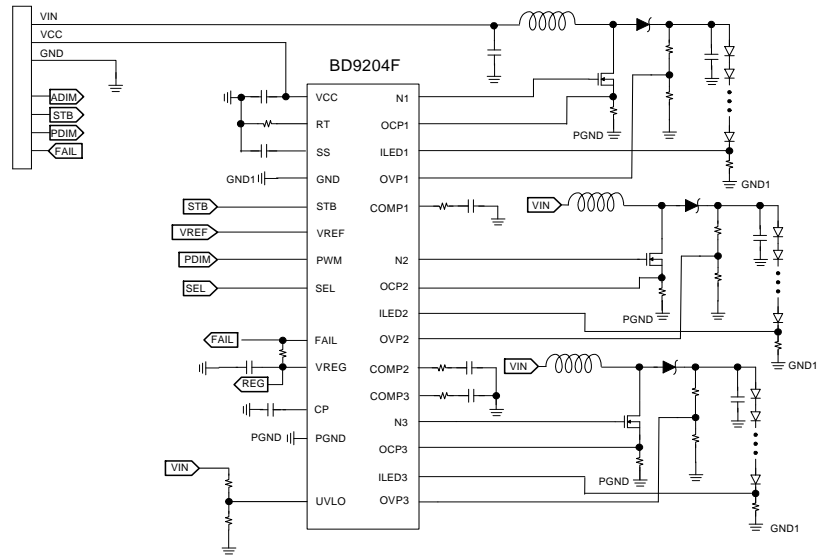 VIN
VCC
GND
ADIM
STB
PDIM
FAIL
BD9204F
VCC
RT
SS
GND1
GND
STB
STB
VREF
VREF
PDIM
PWM
SEL
SEL
FAIL
FAIL
VREG
REG
CP
PGND
PGND
VIN
UVLO
N1
OCP1
ILED1
OVP1
COMP1
N2
OCP2
ILED2
OVP2
COMP2
COMP3
N3
OCP3
ILED3
OVP3
PGND
GND1
VIN
PGND
GND1
VIN
PGND
GND1